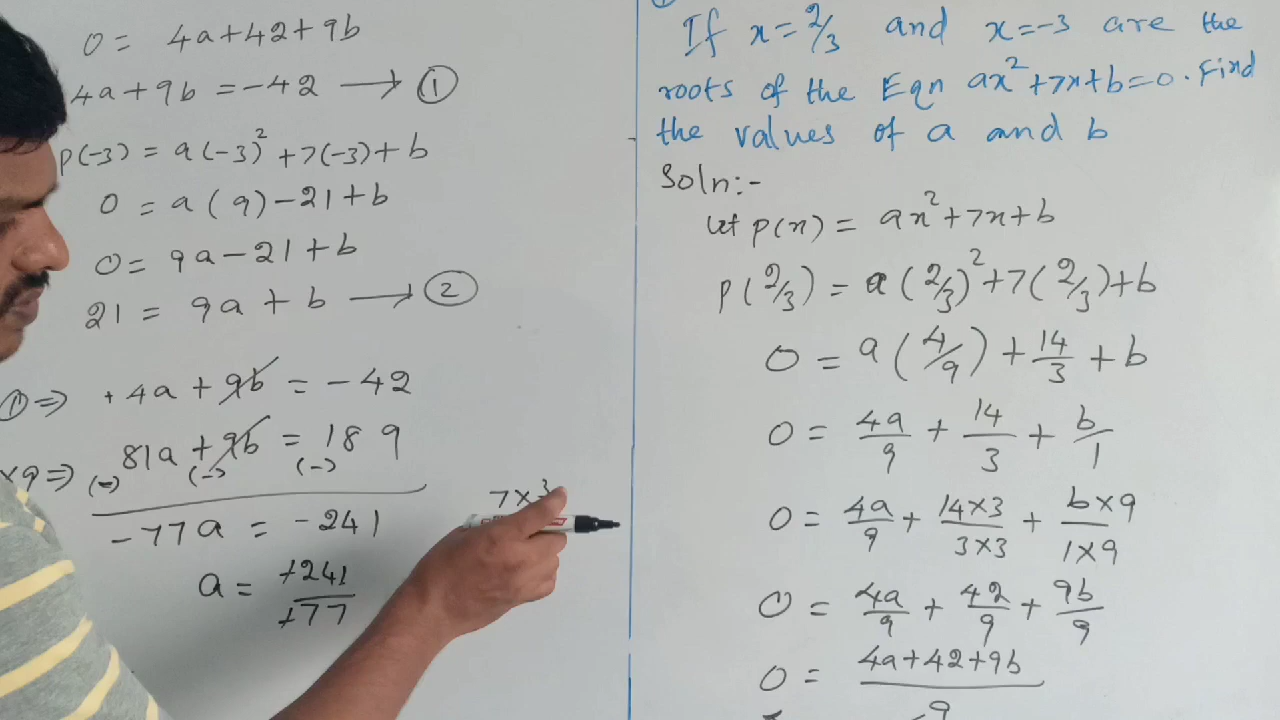 If x = 2/3 and x = -3 are the
roots of the Eqn ax² + 7x + b = 0. Find
the values of a and b
Soln:-
Let p(x) = ax² + 7x + b
p(2/3) = a(2/3)² + 7(2/3) + b
0 = a(4/9) + 14/3 + b
0 = 4a/9 + 14/3 + b/1
0 = 4a/9 + 14×3/3×3 + b×9/1×9
0 = 4a/9 + 42/9 + 9b/9
0 = 4a+42+9b/9
0 = 4a+42+9b
4a+9b = -42 → ①
p(-3) = a(-3)² + 7(-3) + b
0 = a(9) - 21 + b
0 = 9a - 21 + b
21 = 9a + b → ②
① ⇒ +4a + 9b = -42
×9 ⇒ 81a + 9b = 189
(-) (-) (-)
-77a = -241
a = +241/+77
7×3